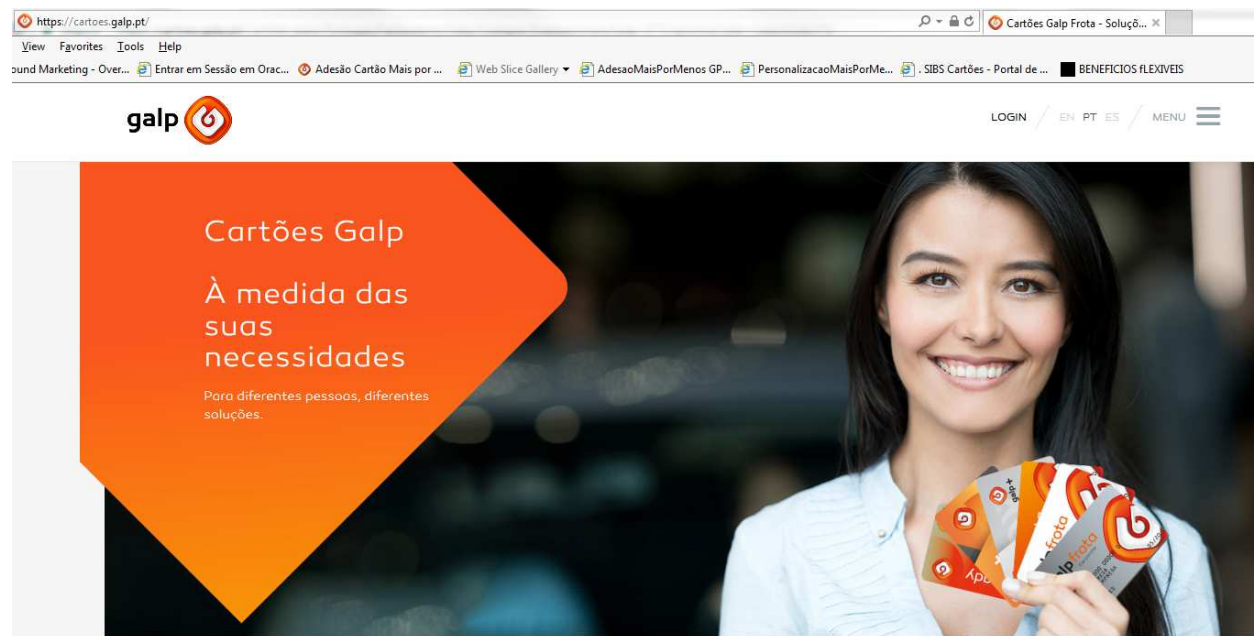 https://cartoes.galp.pt/
Cartões Galp Frota - Soluçõ...
View Favorites Tools Help
ound Marketing - Over... Entrar em Sessão em Orac... Adesão Cartão Mais por ... Web Slice Gallery AdesaoMaisPorMenos GP... PersonalizacaoMaisPorMe... . SIBS Cartões - Portal de ... BENEFICIOS fLEXIVEIS
galp
LOGIN / EN PT ES / MENU
Cartões Galp
À medida das
suas
necessidades
Para diferentes pessoas, diferentes
soluções.
galp+
frota
frota